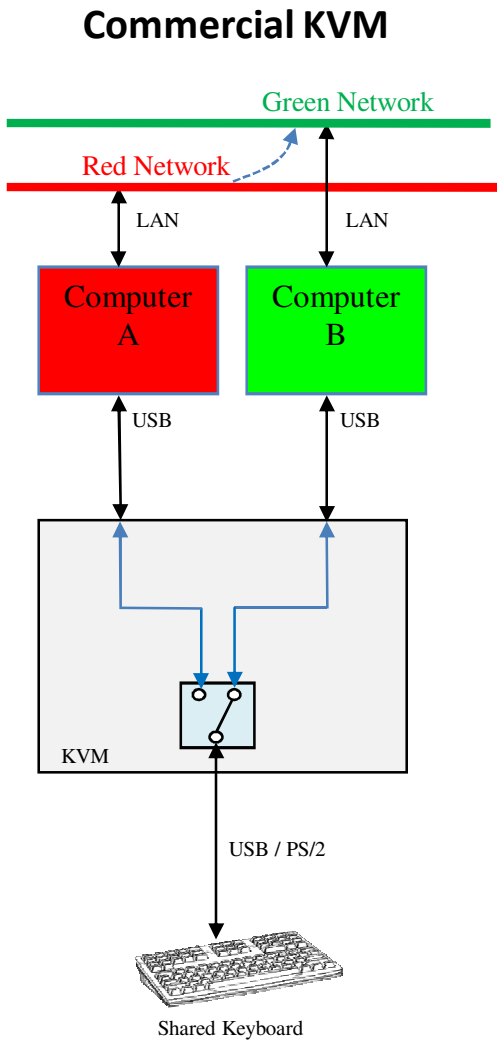 Commercial KVM
Green Network
Red Network
LAN
LAN
Computer
A
Computer
B
USB
USB
KVM
USB / PS/2
Shared Keyboard